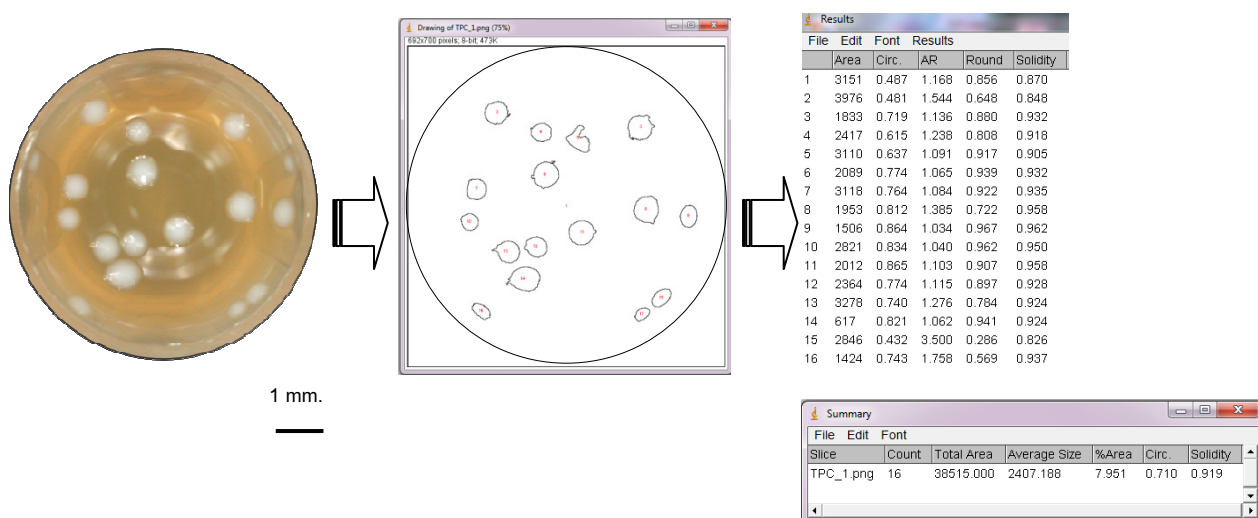 Drawing of TPC_1.png (75%)
692x700 pixels; 8-bit; 473K
1 mm.
Results
File Edit Font Results
Area Circ. AR Round Solidity
1 3151 0.487 1.168 0.856 0.870
2 3976 0.481 1.544 0.648 0.848
3 1833 0.719 1.136 0.880 0.932
4 2417 0.615 1.238 0.808 0.918
5 3110 0.637 1.091 0.917 0.905
6 2089 0.774 1.065 0.939 0.932
7 3118 0.764 1.084 0.922 0.935
8 1953 0.812 1.385 0.722 0.958
9 1506 0.864 1.034 0.967 0.962
10 2821 0.834 1.040 0.962 0.950
11 2012 0.865 1.103 0.907 0.958
12 2364 0.774 1.115 0.897 0.928
13 3278 0.740 1.276 0.784 0.924
14 617 0.821 1.062 0.941 0.924
15 2846 0.432 3.500 0.286 0.826
16 1424 0.743 1.758 0.569 0.937
Summary
File Edit Font
Slice Count Total Area Average Size %Area Circ. Solidity
TPC_1.png 16 38515.000 2407.188 7.951 0.710 0.919